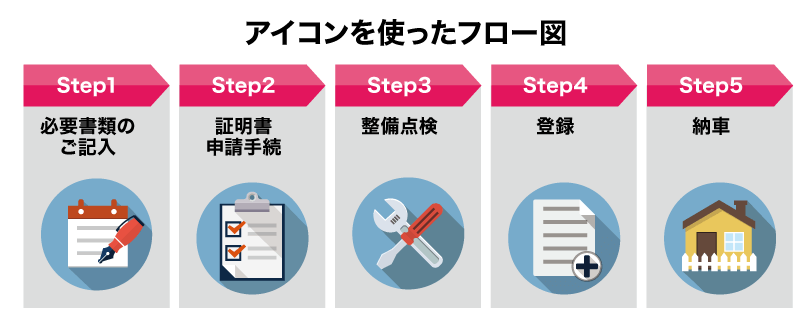 アイコンを使ったフロー図
Step1
必要書類の
ご記入
Step2
証明書
申請手続
Step3
整備点検
Step4
登録
Step5
納車